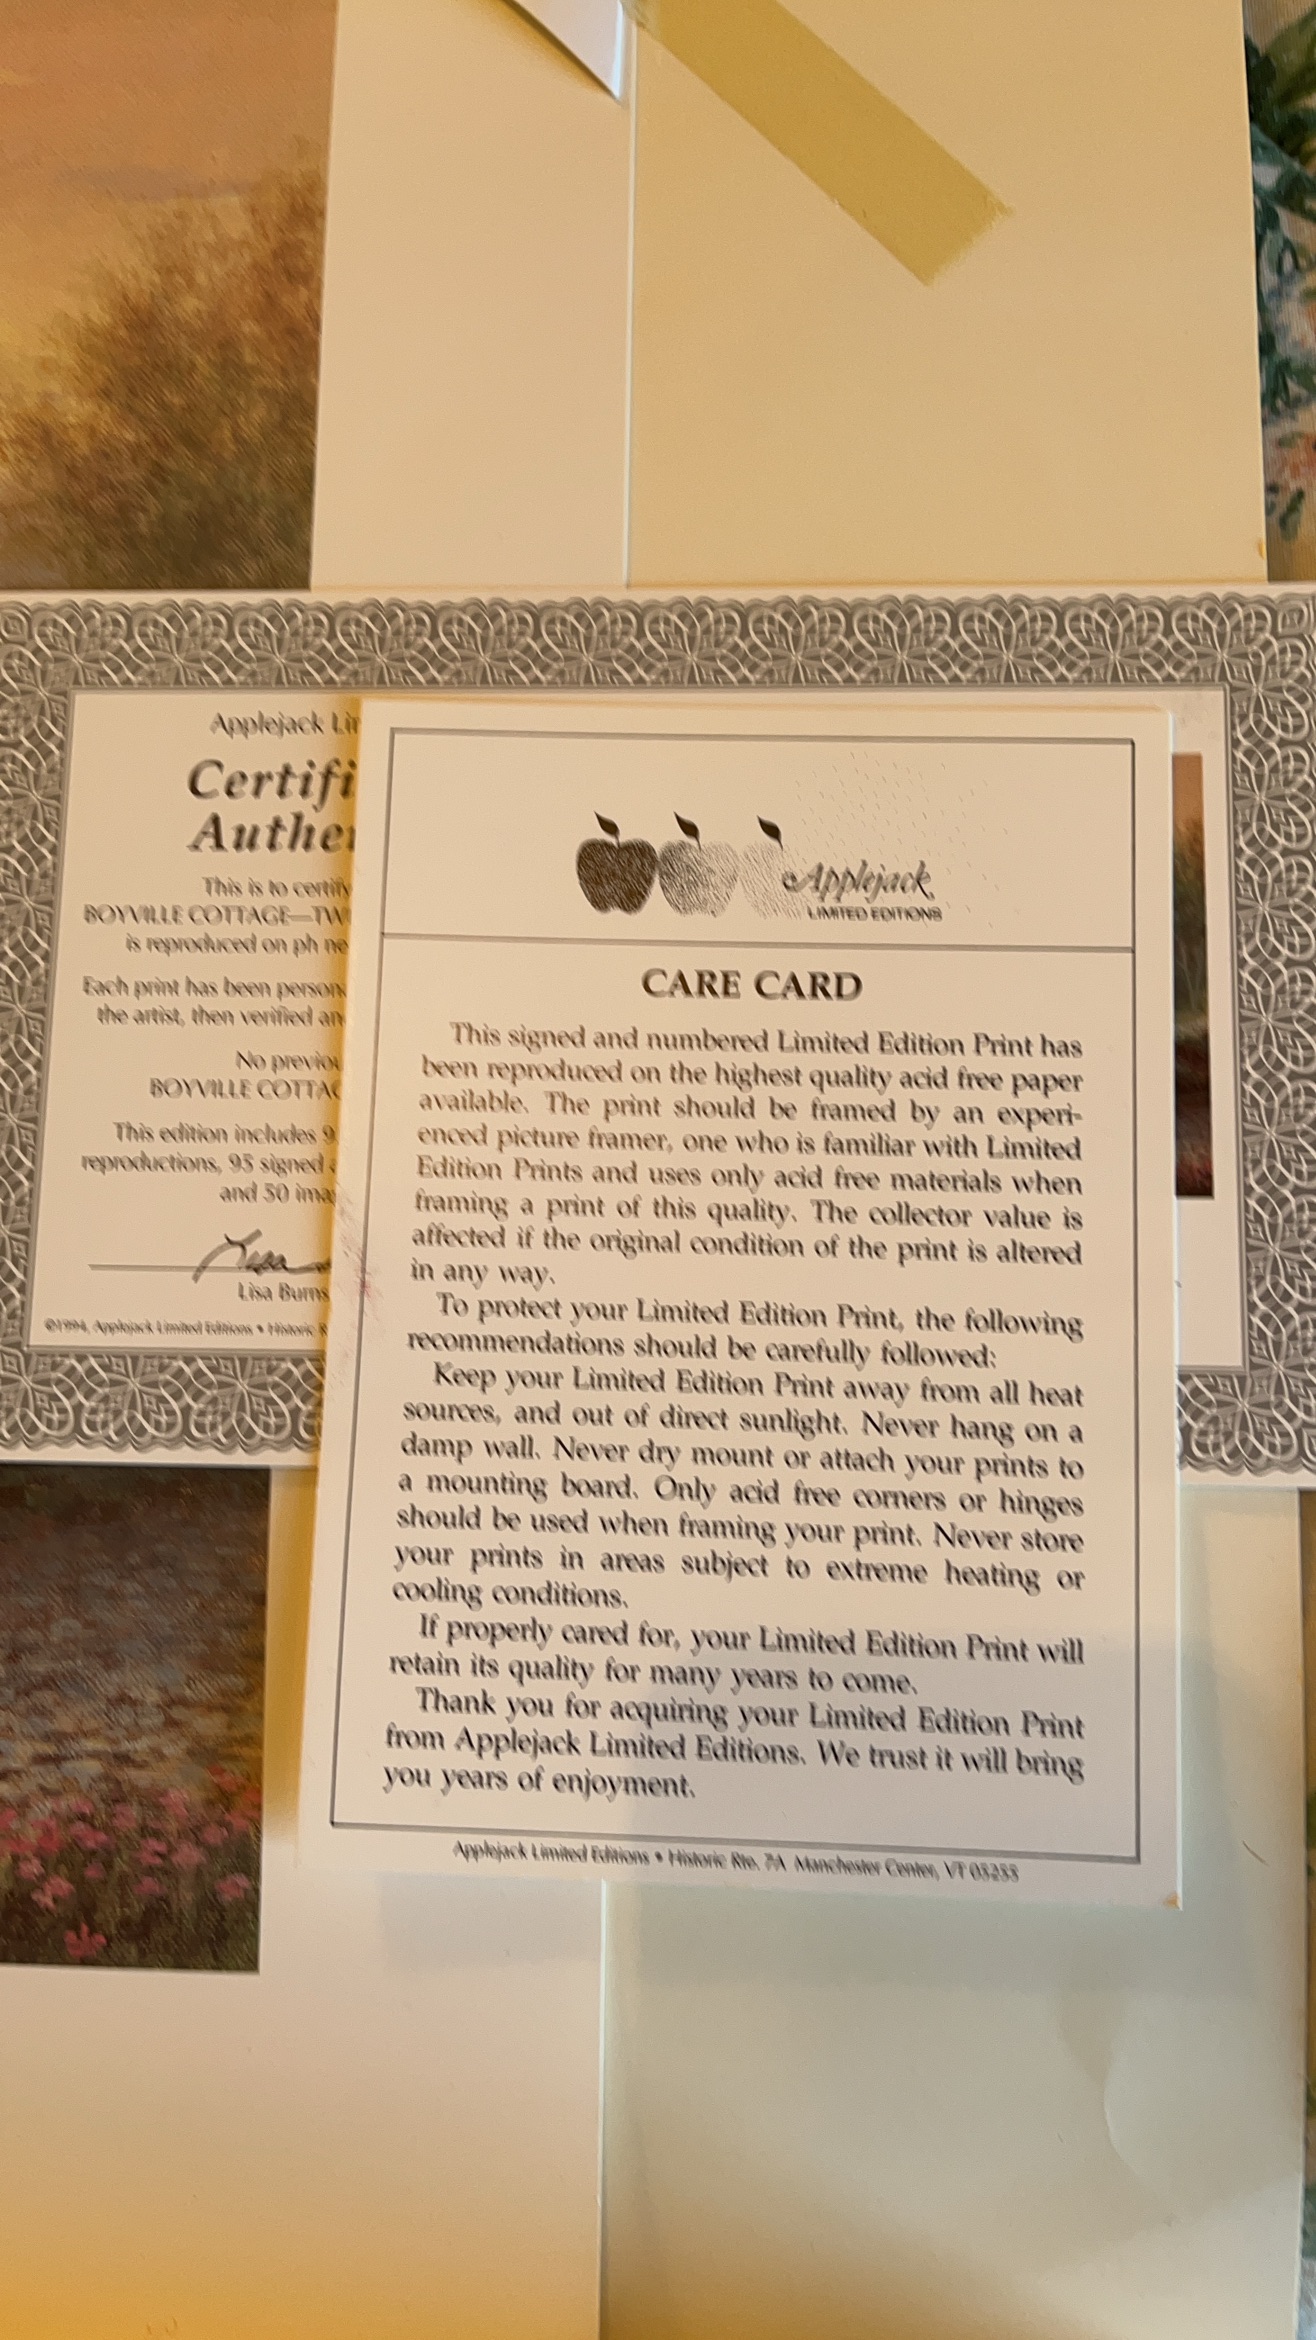 Applejack
Certifi
Authe
This is to certify
BOYVILLE COTTAGE—TW
is reproduced on ph ne
Each print has been person
the artist, then verified an
No previou
BOYVILLE COTTAG
This edition includes 9
reproductions, 95 signed
and 50 ima
Lisa
Lisa Burns
©1994, Applejack Limited Editions • Historic R
Applejack
LIMITED EDITIONS
CARE CARD
This signed and numbered Limited Edition Print has
been reproduced on the highest quality acid free paper
available. The print should be framed by an experi-
enced picture framer, one who is familiar with Limited
Edition Prints and uses only acid free materials when
framing a print of this quality. The collector value is
affected if the original condition of the print is altered
in any way.
To protect your Limited Edition Print, the following
recommendations should be carefully followed:
Keep your Limited Edition Print away from all heat
sources, and out of direct sunlight. Never hang on a
damp wall. Never dry mount or attach your prints to
a mounting board. Only acid free corners or hinges
should be used when framing your print. Never store
your prints in areas subject to extreme heating or
cooling conditions.
If properly cared for, your Limited Edition Print will
retain its quality for many years to come.
Thank you for acquiring your Limited Edition Print
from Applejack Limited Editions. We trust it will bring
you years of enjoyment.
Applejack Limited Editions • Historic Rte. 7A Manchester Center, VT 05255